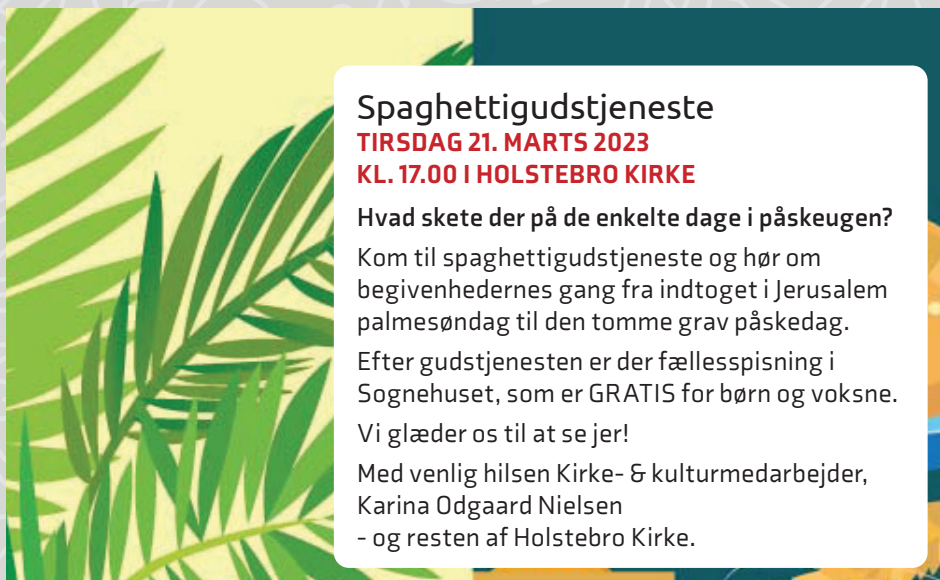 Spaghettigudstjeneste
TIRSDAG 21. MARTS 2023
KL. 17.00 I HOLSTEBRO KIRKE
Hvad skete der på de enkelte dage i påskeugen?
Kom til spaghettigudstjeneste og hør om
begivenhedernes gang fra indtoget i Jerusalem
palmesøndag til den tomme grav påskedag.
Efter gudstjenesten er der fællesspisning i
Sognehuset, som er GRATIS for børn og voksne.
Vi glæder os til at se jer!
Med venlig hilsen Kirke- & kulturmedarbejder,
Karina Odgaard Nielsen
- og resten af Holstebro Kirke.